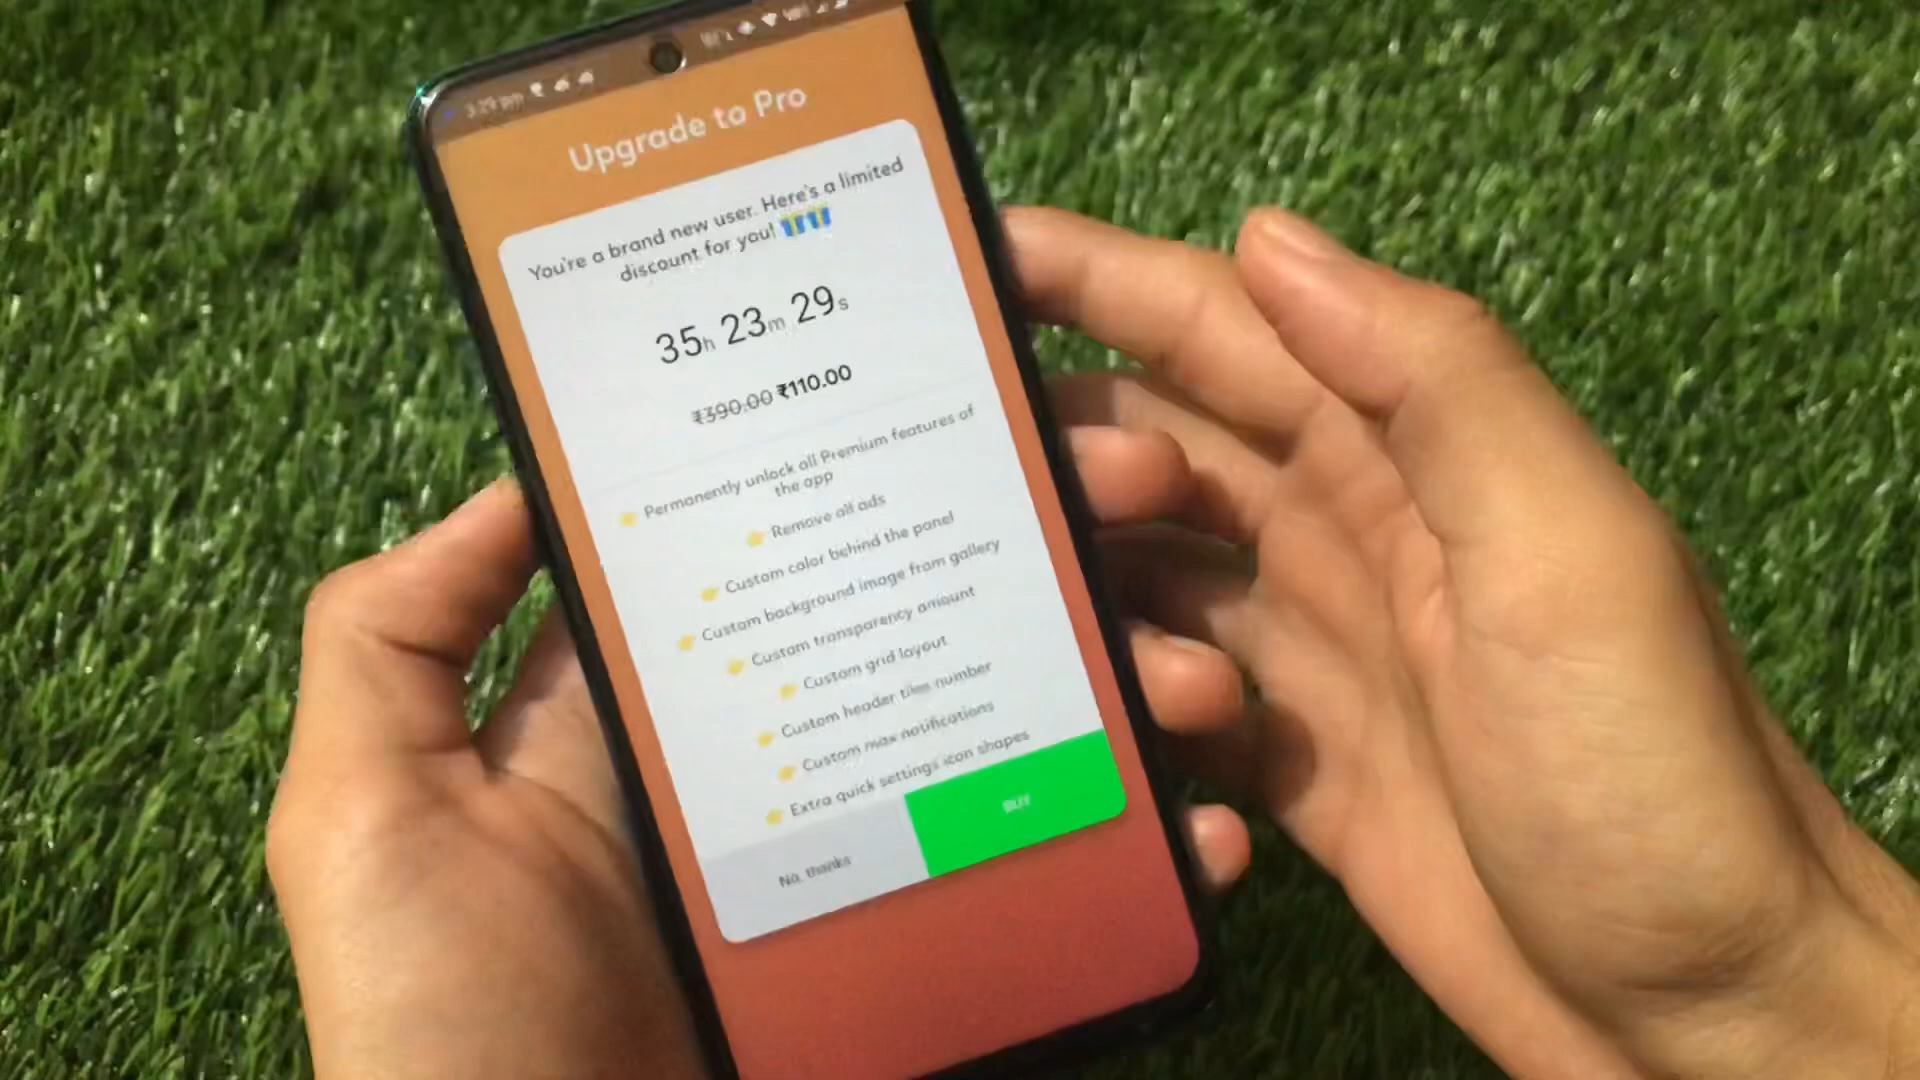 3:29 pm
Upgrade to Pro
You're a brand new user. Here's a limited
discount for you!
35h 23m 29s
₹390.00 ₹110.00
Permanently unlock all Premium features of
the app
Remove all ads
Custom color behind the panel
Custom background image from gallery
Custom transparency amount
Custom grid layout
Custom header tiles number
Custom max notifications
Extra quick settings icon shapes
No, thanks
BUY